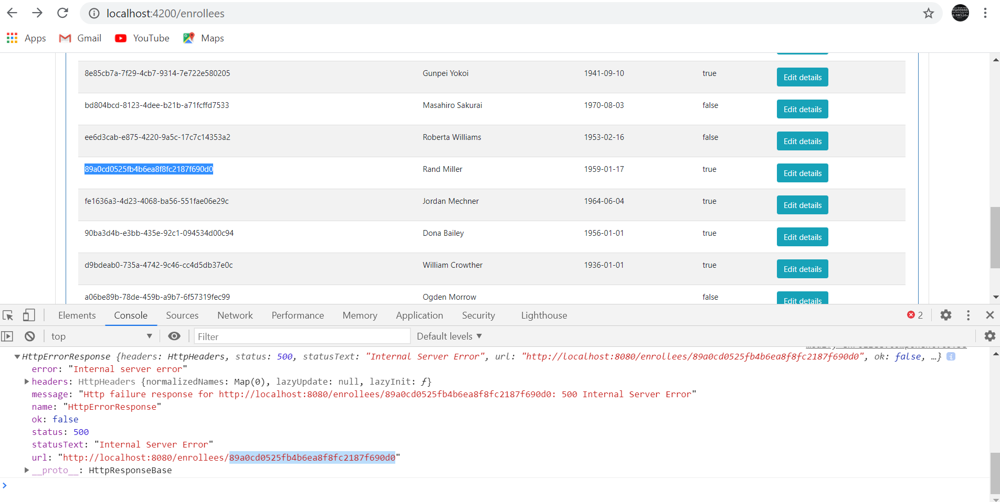 localhost:4200/enrollees
Apps Gmail YouTube Maps
8e85cb7a-7f29-4cb7-9314-7e722e580205 Gunpei Yokoi 1941-09-10 true Edit details
bd804bcd-8123-4dee-b21b-a71fcffd7533 Masahiro Sakurai 1970-08-03 false Edit details
ee6d3cab-e875-4220-9a5c-17c7c14353a2 Roberta Williams 1953-02-16 false Edit details
89a0cd0525fb4b6ea8f8fc2187f690d0 Rand Miller 1959-01-17 true Edit details
fe1636a3-4d23-4068-ba56-551fae06e29c Jordan Mechner 1964-06-04 true Edit details
90ba3d4b-e3bb-435e-92c1-094534d00c94 Dona Bailey 1956-01-01 true Edit details
d9bdeab0-735a-4742-9c46-cc4d5db37e0c William Crowther 1936-01-01 true Edit details
a06be89b-78de-459b-a9b7-6f57319fec99 Ogden Morrow false Edit details
Elements Console Sources Network Performance Memory Application Security Lighthouse 2
top Filter Default levels
HttpErrorResponse {headers: HttpHeaders, status: 500, statusText: "Internal Server Error", url: "http://localhost:8080/enrollees/89a0cd0525fb4b6ea8f8fc2187f690d0", ok: false, …}
error: "Internal server error"
headers: HttpHeaders {normalizedNames: Map(0), lazyUpdate: null, lazyInit: ƒ}
message: "Http failure response for http://localhost:8080/enrollees/89a0cd0525fb4b6ea8f8fc2187f690d0: 500 Internal Server Error"
name: "HttpErrorResponse"
ok: false
status: 500
statusText: "Internal Server Error"
url: "http://localhost:8080/enrollees/89a0cd0525fb4b6ea8f8fc2187f690d0"
__proto__: HttpResponseBase